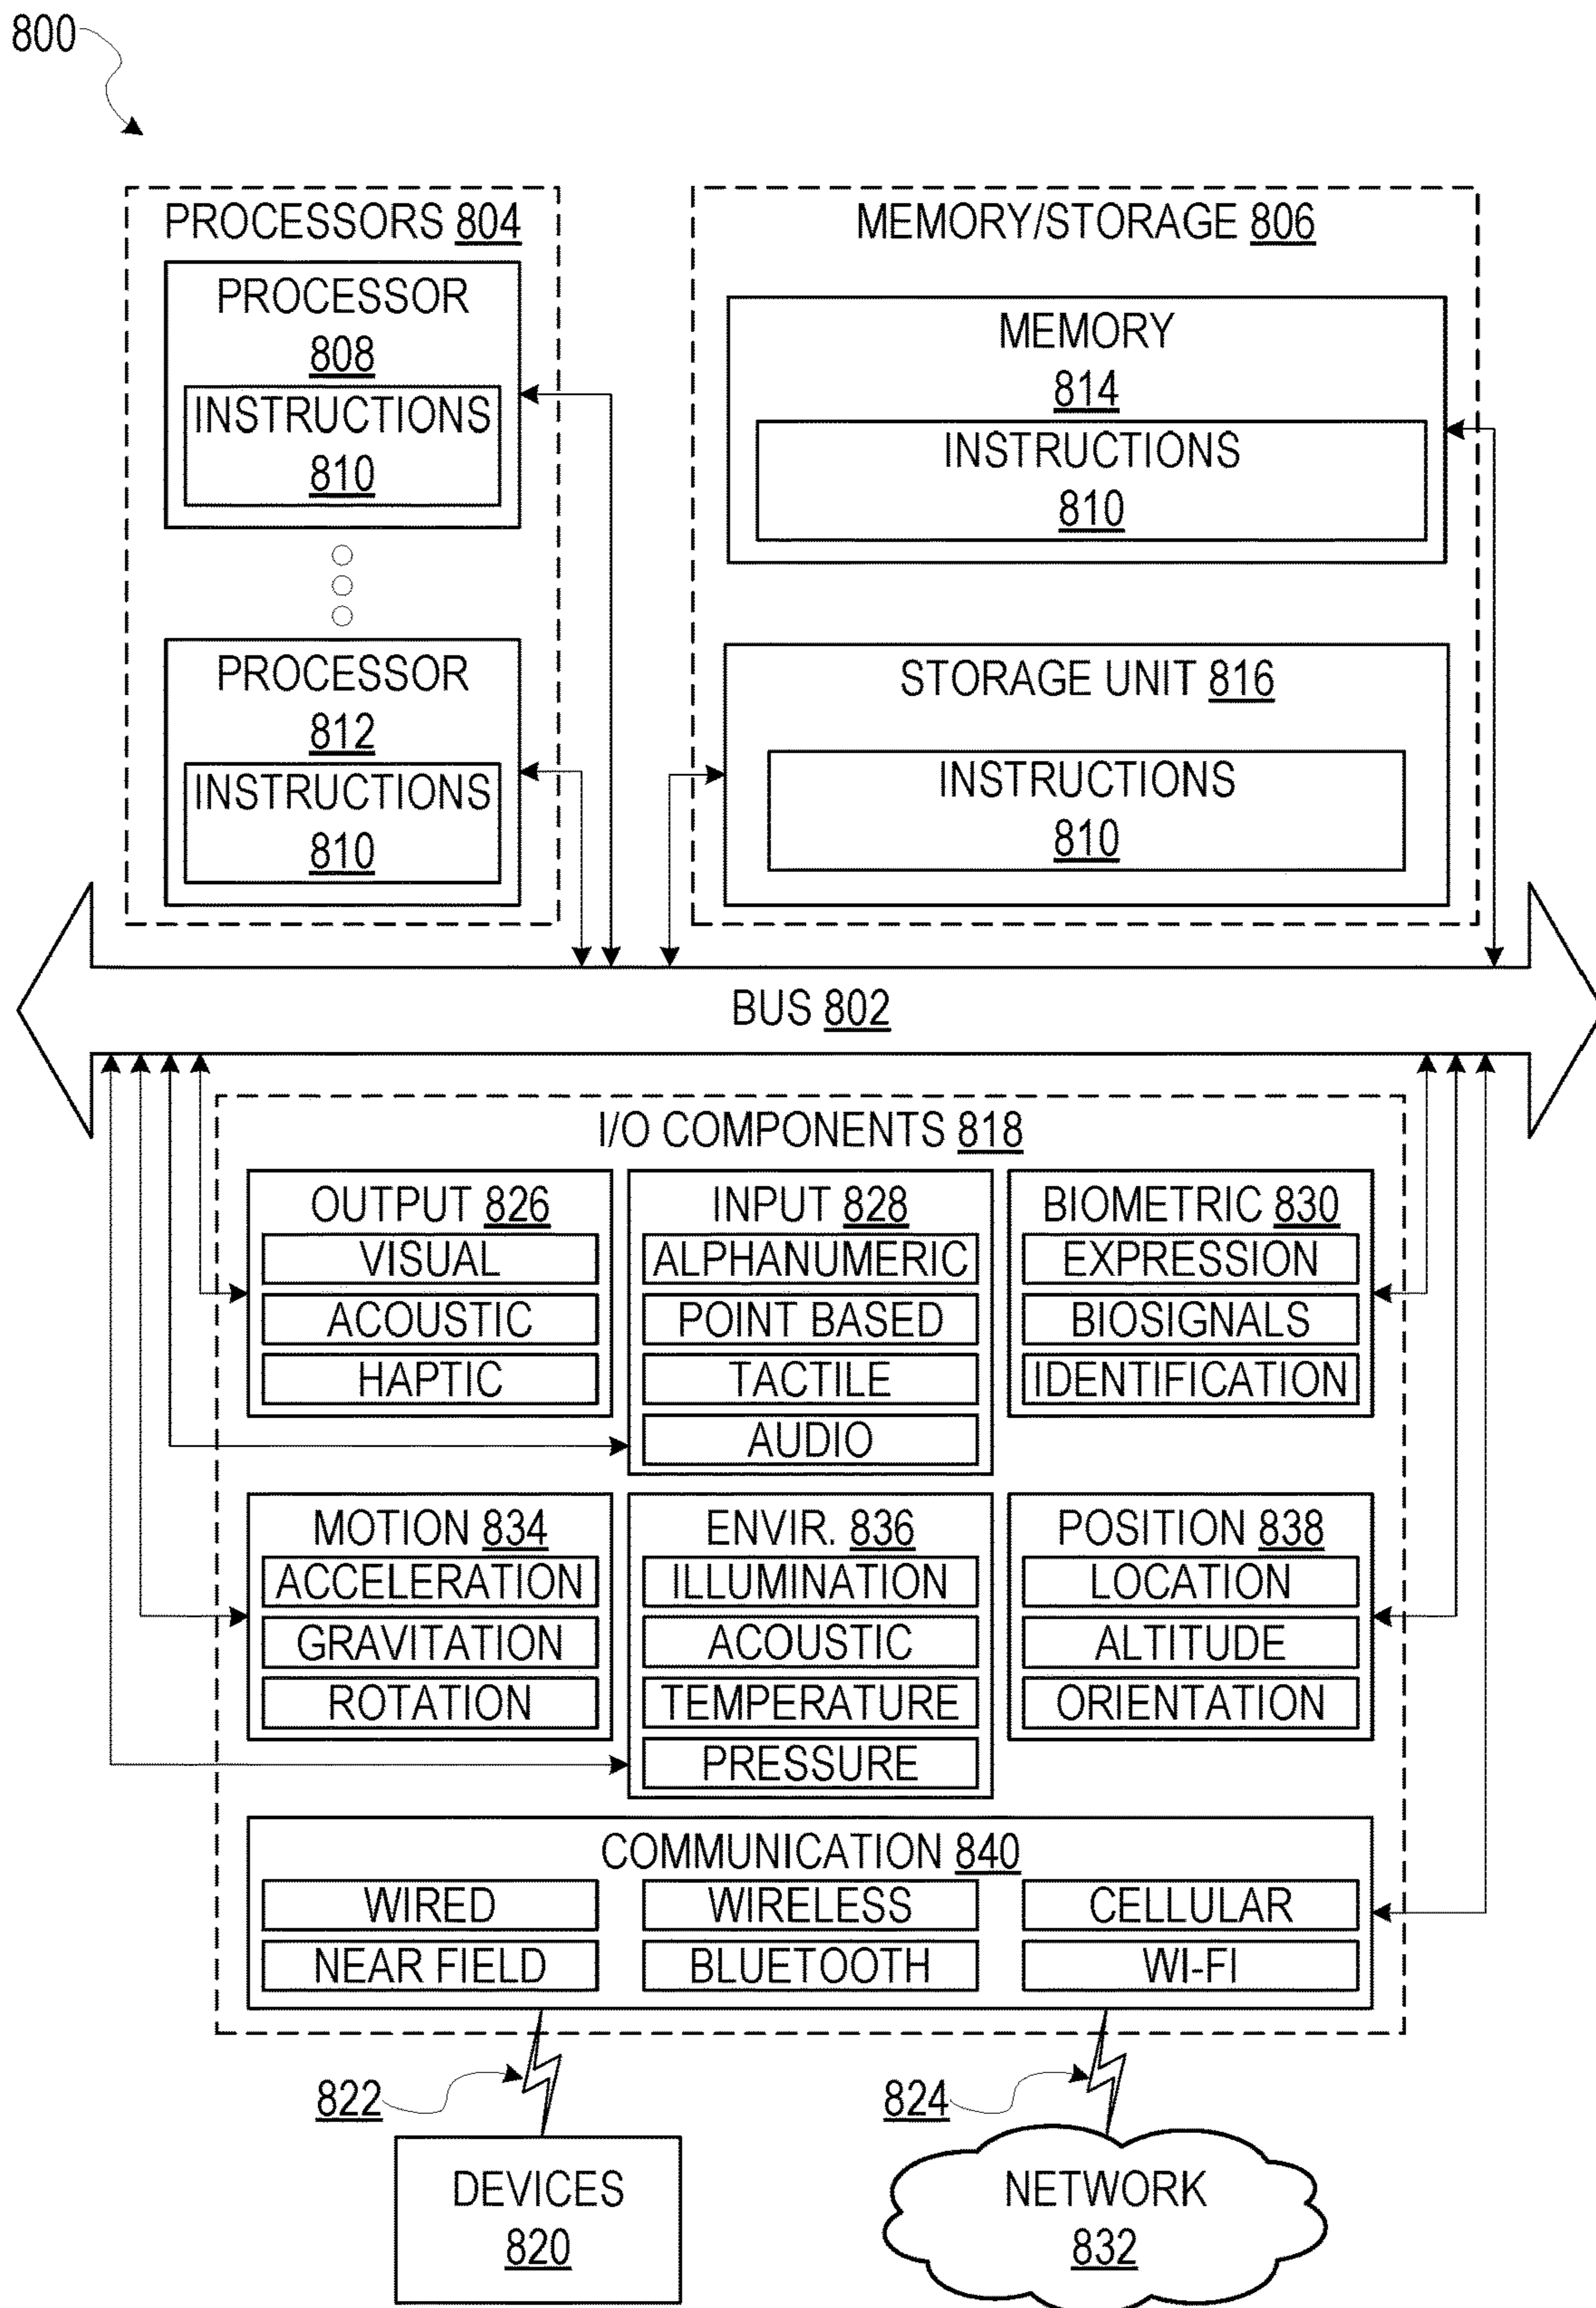 800
PROCESSORS 804
PROCESSOR
808
INSTRUCTIONS
810
PROCESSOR
812
INSTRUCTIONS
810
MEMORY/STORAGE 806
MEMORY
814
INSTRUCTIONS
810
STORAGE UNIT 816
INSTRUCTIONS
810
BUS 802
I/O COMPONENTS 818
OUTPUT 826
VISUAL
ACOUSTIC
HAPTIC
INPUT 828
ALPHANUMERIC
POINT BASED
TACTILE
AUDIO
BIOMETRIC 830
EXPRESSION
BIOSIGNALS
IDENTIFICATION
MOTION 834
ACCELERATION
GRAVITATION
ROTATION
ENVIR. 836
ILLUMINATION
ACOUSTIC
TEMPERATURE
PRESSURE
POSITION 838
LOCATION
ALTITUDE
ORIENTATION
COMMUNICATION 840
WIRED
WIRELESS
CELLULAR
NEAR FIELD
BLUETOOTH
WI-FI
822
824
DEVICES
820
NETWORK
832